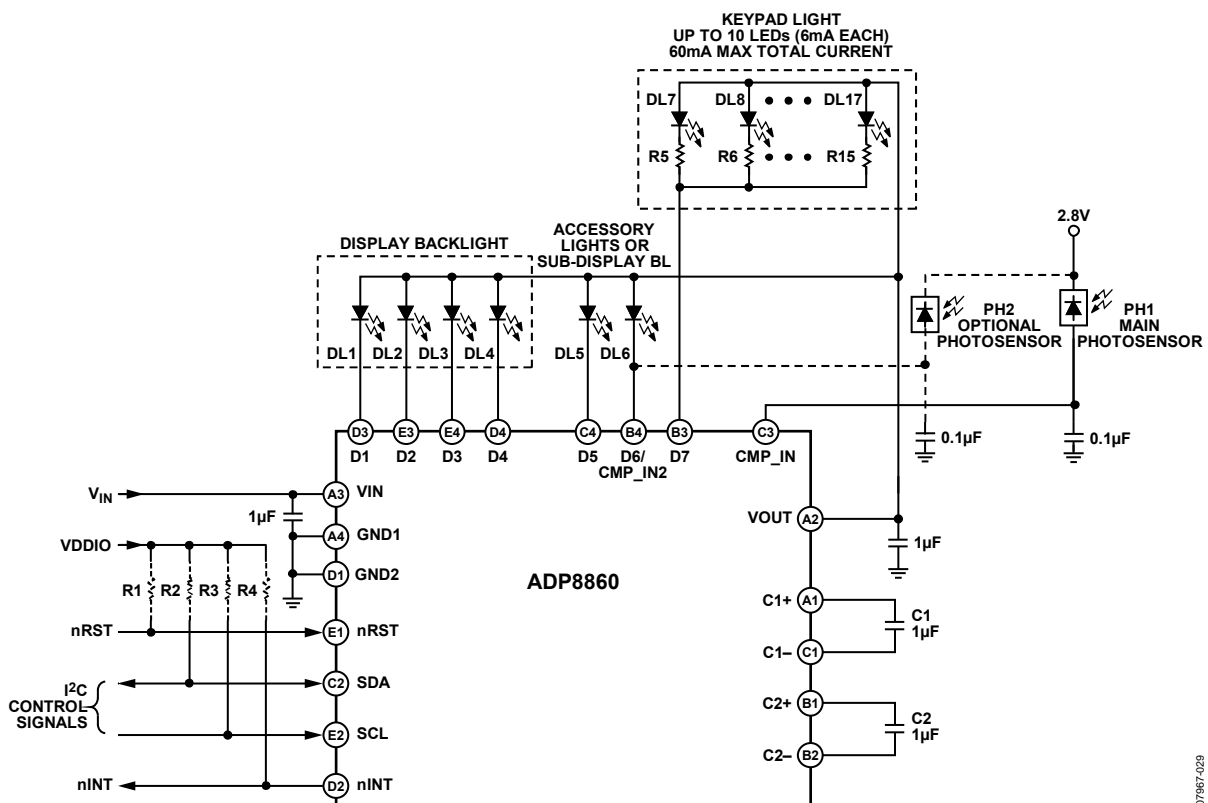 KEYPAD LIGHT
UP TO 10 LEDs (6mA EACH)
60mA MAX TOTAL CURRENT
DL7 DL8 DL17
R5 R6 R15
2.8V
DISPLAY BACKLIGHT
ACCESSORY
LIGHTS OR
SUB-DISPLAY BL
PH2
OPTIONAL
PHOTOSENSOR
PH1
MAIN
PHOTOSENSOR
DL1 DL2 DL3 DL4 DL5 DL6
0.1µF 0.1µF
D3 E3 E4 D4 C4 B4 B3 C3
D1 D2 D3 D4 D5 D6/
CMP_IN2 D7 CMP_IN
VIN A3 VIN
1µF
A4 GND1
VOUT A2
1µF
VDDIO
D1 GND2
ADP8860
R1 R2 R3 R4
C1+ A1
C1
1µF
nRST E1 nRST
C1– C1
I2C
CONTROL
SIGNALS
C2 SDA
C2+ B1
C2
1µF
E2 SCL
C2– B2
nINT D2 nINT
07967-029